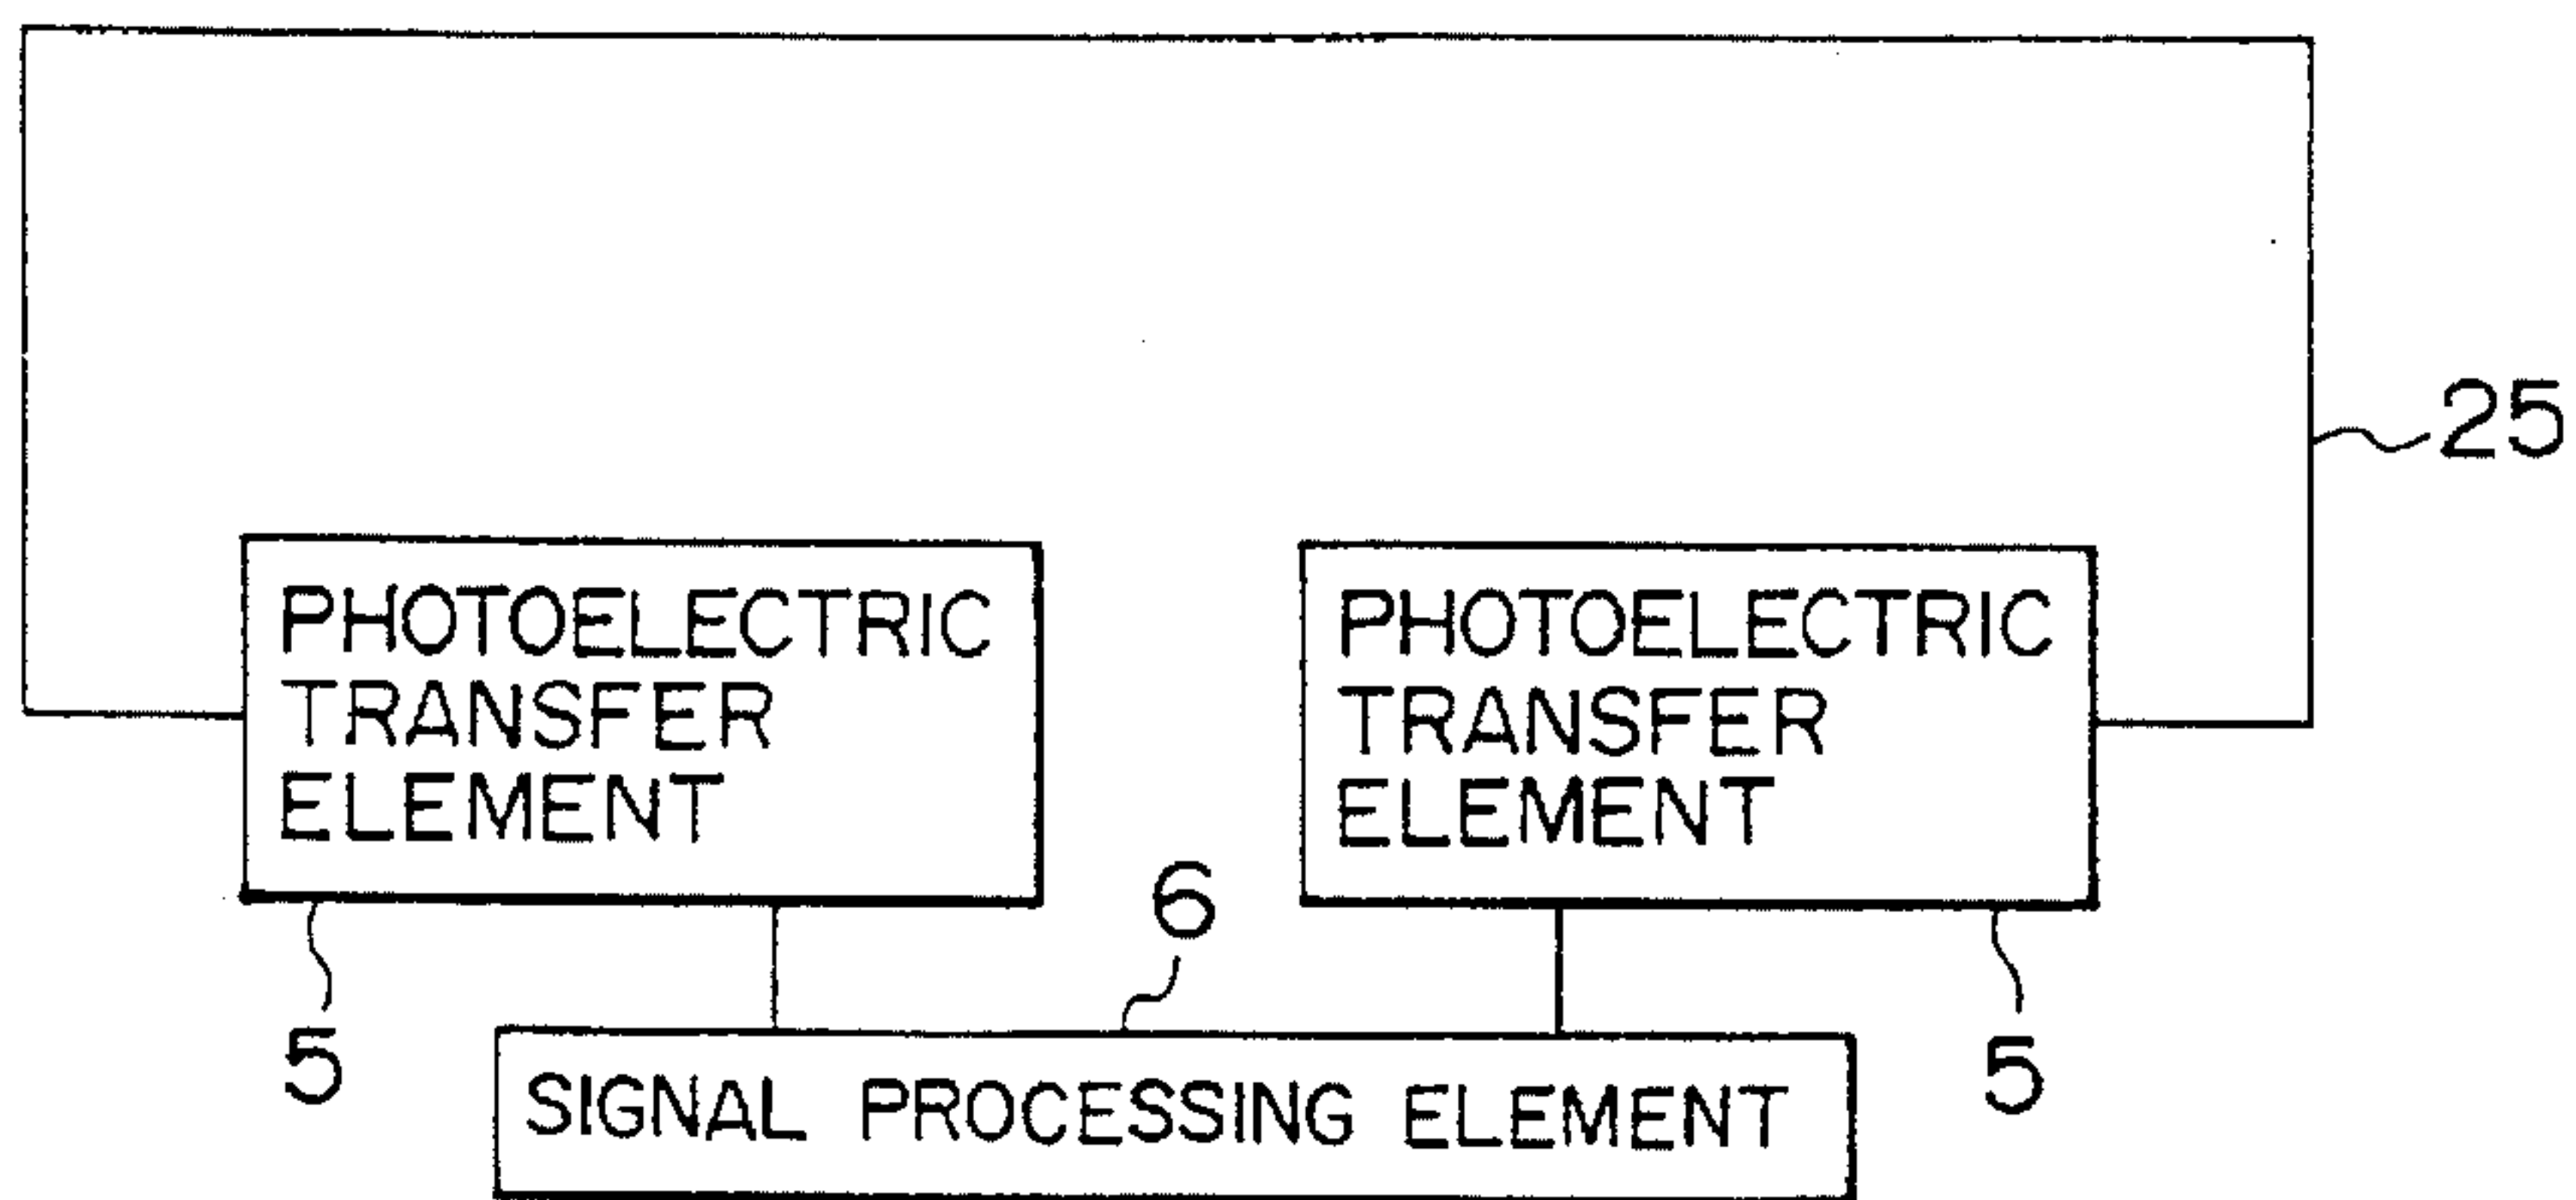 25
PHOTOELECTRIC
TRANSFER
ELEMENT
PHOTOELECTRIC
TRANSFER
ELEMENT
5
6
5
SIGNAL PROCESSING ELEMENT